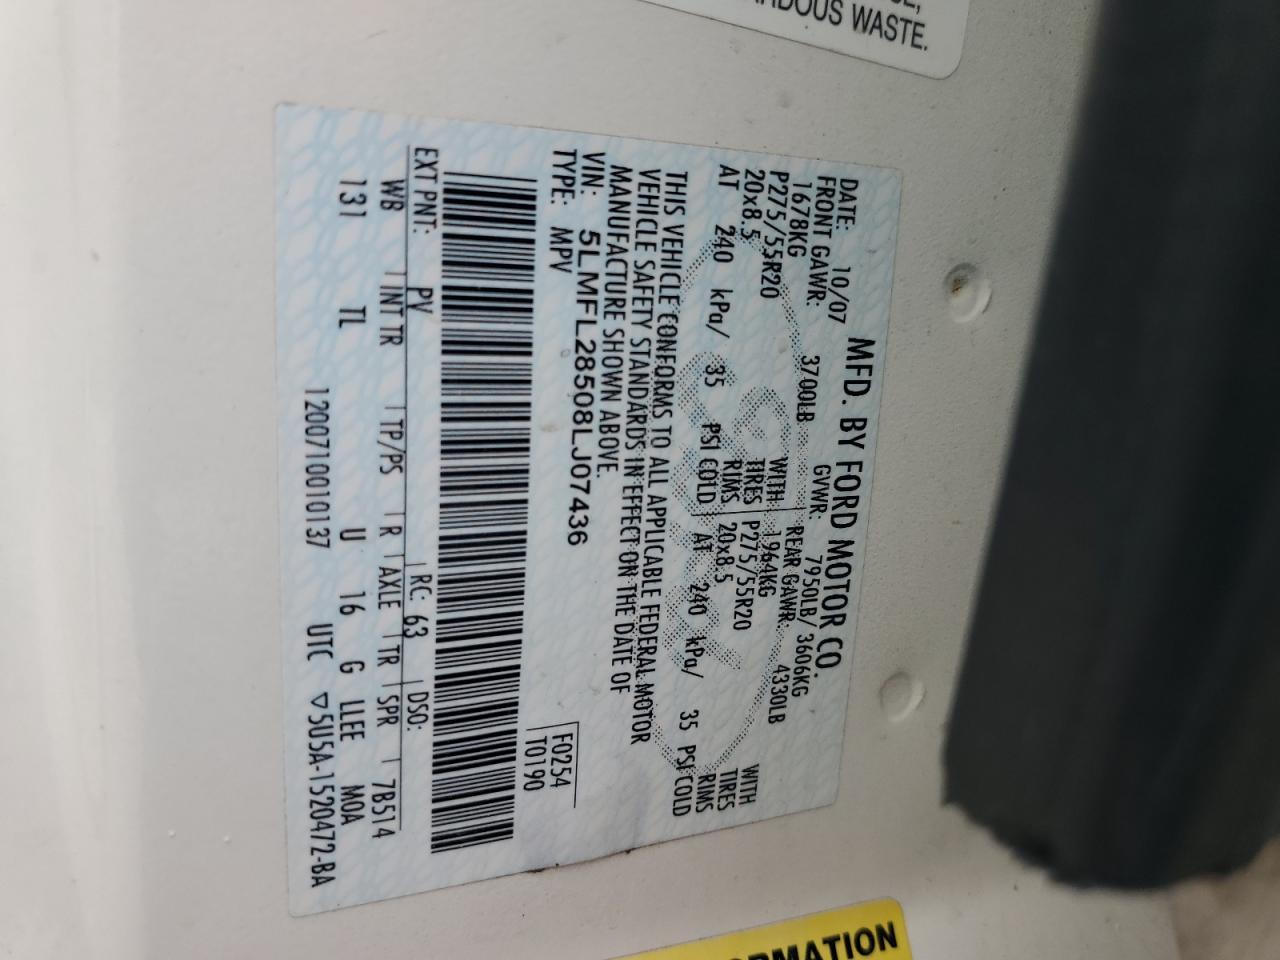 DOUS WASTE.
MFD. BY FORD MOTOR CO.
DATE: 10/07 GVWR: 7950LB/ 3606KG
FRONT GAWR: 3700LB REAR GAWR: 4330LB
1678KG WITH 1964KG WITH
P275/55R20 TIRES P275/55R20 TIRES
20x8.5 RIMS 20x8.5 RIMS
AT 240 kPa/ 35 PSI COLD AT 240 kPa/ 35 PSI COLD
THIS VEHICLE CONFORMS TO ALL APPLICABLE FEDERAL MOTOR
VEHICLE SAFETY STANDARDS IN EFFECT ON THE DATE OF
MANUFACTURE SHOWN ABOVE.
VIN: 5LMFL28508LJ07436 F0254
TYPE: MPV T0190
EXT PNT: PV RC: 63 DSO:
WB INT TR TP/PS R AXLE TR SPR 7B514
131 TL U 16 G LLEE MOA
120071001013​7 UTC ▽5U5A-1520472-BA
RMATION